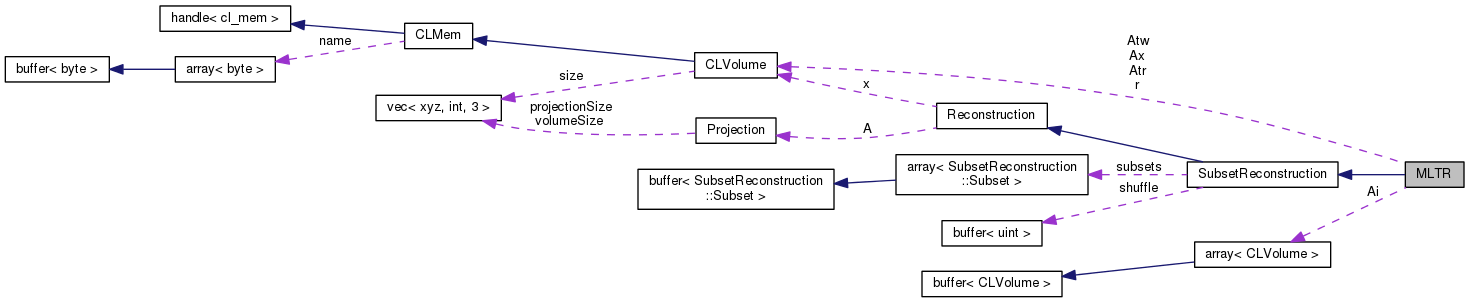 handle< cl_mem >
CLMem
name
buffer< byte >
array< byte >
CLVolume
Atw
Ax
Atr
r
size
x
vec< xyz, int, 3 >
projectionSize
volumeSize
Reconstruction
Projection
A
array< SubsetReconstruction
::Subset >
subsets
SubsetReconstruction
MLTR
buffer< SubsetReconstruction
::Subset >
shuffle
Ai
buffer< uint >
array< CLVolume >
buffer< CLVolume >